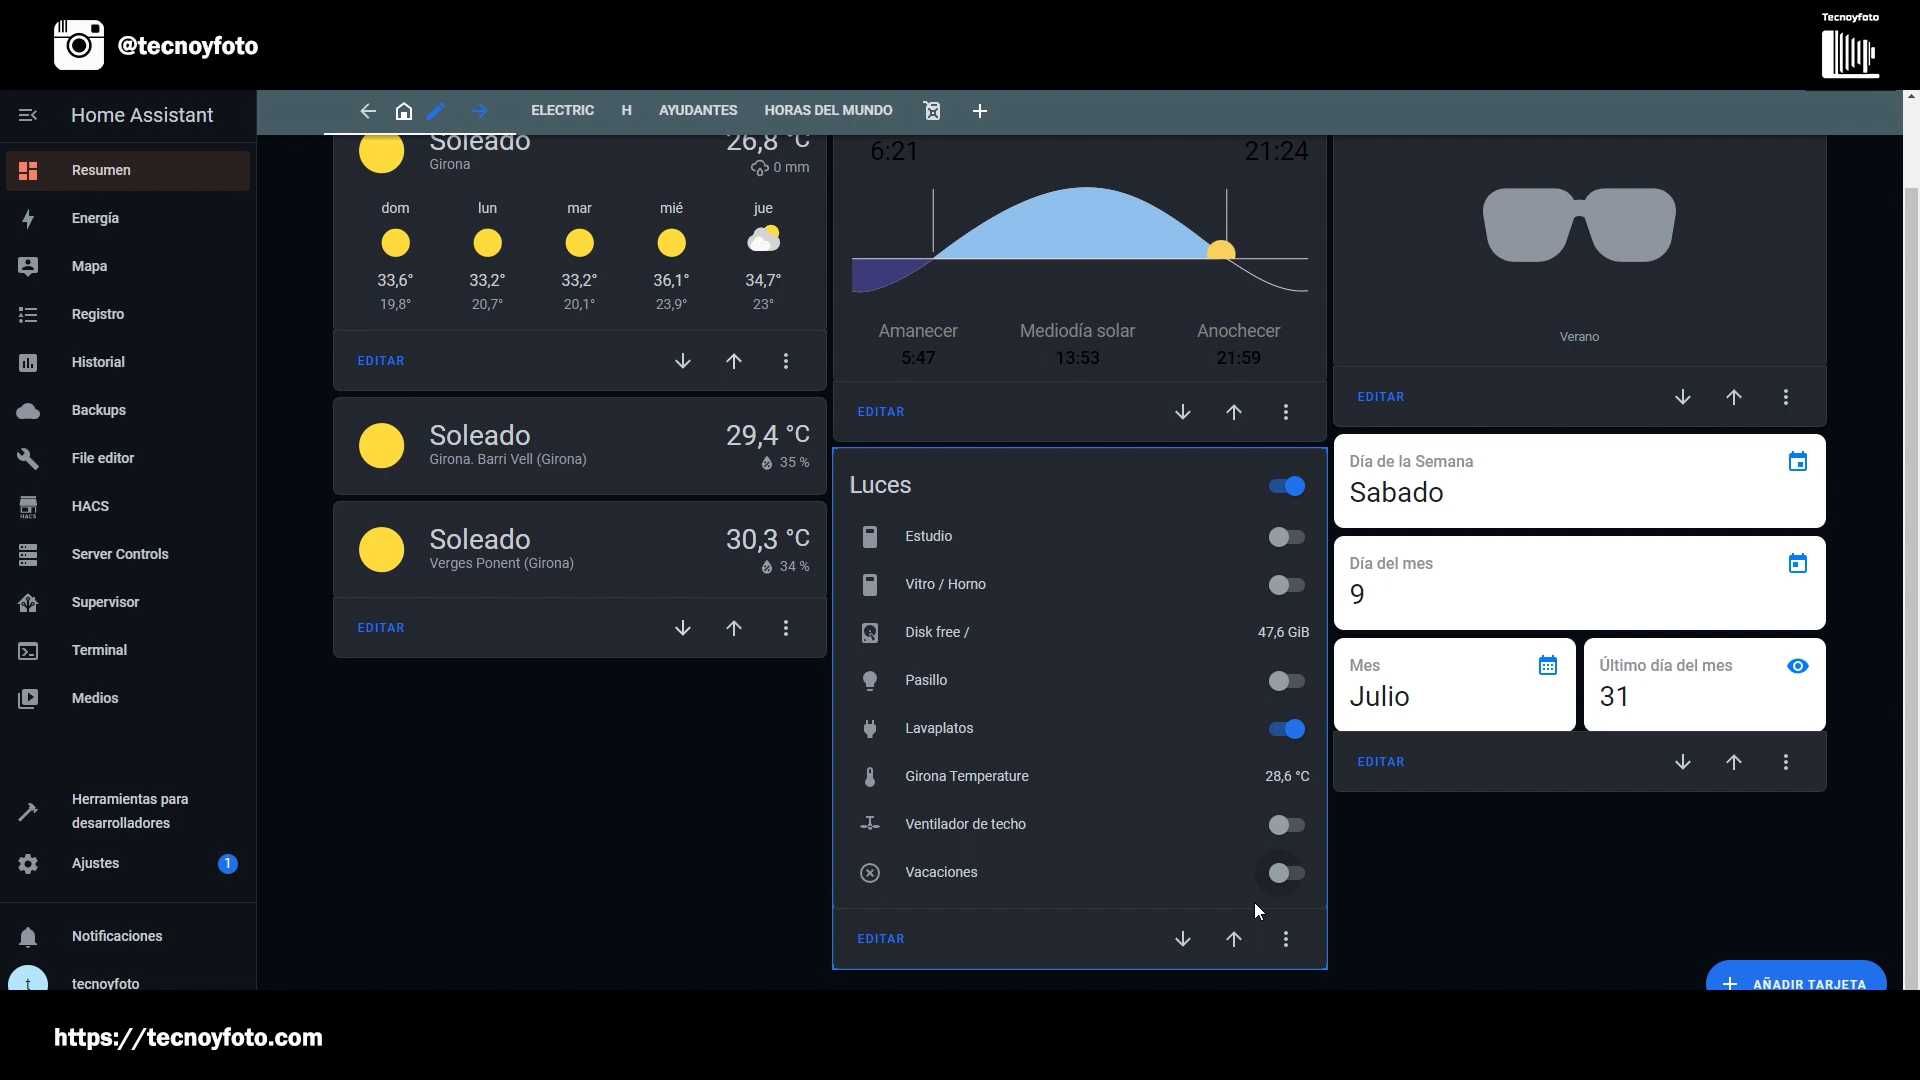 @tecnoyfoto
Tecnoyfoto
Home Assistant
ELECTRIC
H
AYUDANTES
HORAS DEL MUNDO
Resumen
Energía
Mapa
Registro
Historial
Backups
File editor
HACS
HACS
Server Controls
Supervisor
Terminal
Medios
Herramientas para
desarrolladores
Ajustes
1
Notificaciones
t
tecnoyfoto
Soleado
26,8 °C
Girona
0 mm
dom lun mar mié jue
33,6° 33,2° 33,2° 36,1° 34,7°
19,8° 20,7° 20,1° 23,9° 23°
EDITAR
Soleado
29,4 °C
Girona. Barri Vell (Girona)
35 %
Soleado
30,3 °C
Verges Ponent (Girona)
34 %
EDITAR
6:21
21:24
Amanecer Mediodía solar Anochecer
5:47 13:53 21:59
EDITAR
Luces
Estudio
Vitro / Horno
Disk free / 47,6 GiB
Pasillo
Lavaplatos
Girona Temperature 28,6 °C
Ventilador de techo
Vacaciones
EDITAR
Verano
EDITAR
Día de la Semana
Sabado
Día del mes
9
Mes
Julio
Último día del mes
31
EDITAR
AÑADIR TARJETA
https://tecnoyfoto.com